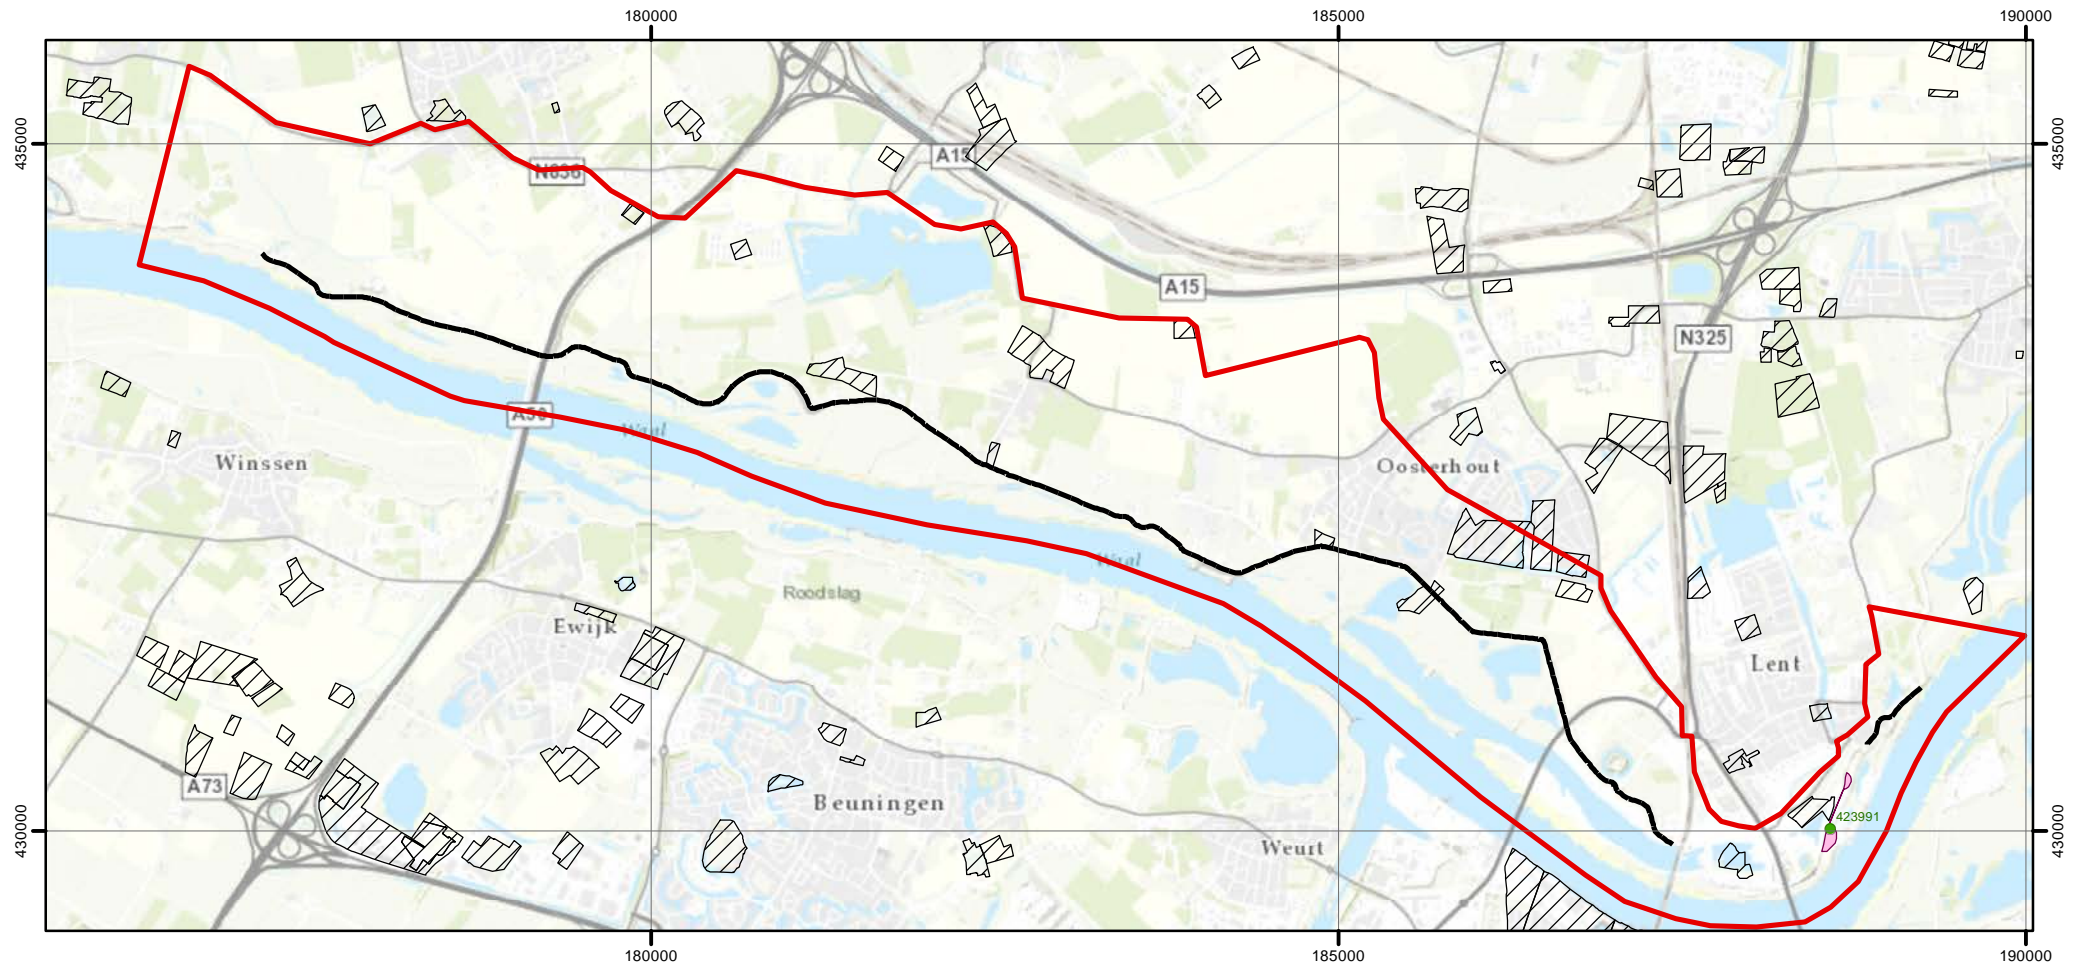 180000
185000
190000
435000
435000
A15
N836
A15
N325
A50
Waal
Winssen
Oosterhout
Waal
Roodslag
Ewijk
Lent
A73
Beuningen
423991
430000
430000
Weurt
180000
185000
190000